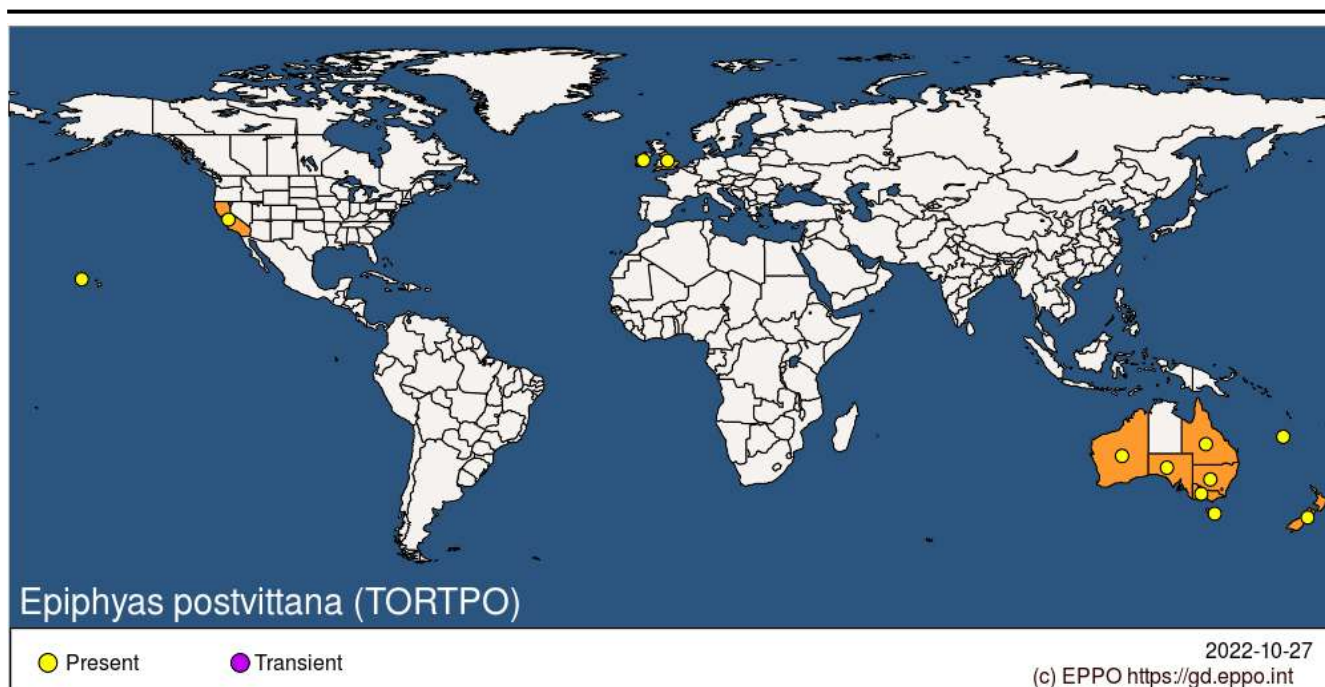 Epiphyas postvittana (TORTPO)
Present
Transient
2022-10-27
(c) EPPO https://gd.eppo.int